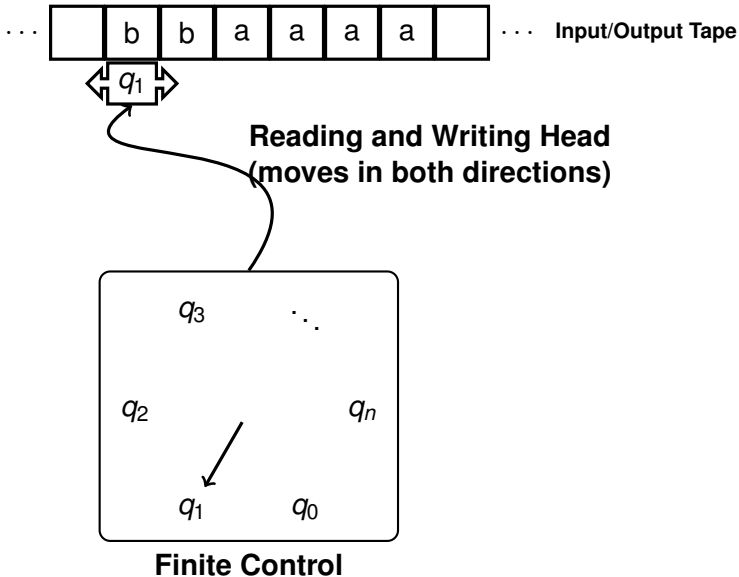 · · · b b a a a a · · · Input/Output Tape
q₁
Reading and Writing Head
(moves in both directions)
q₃ ⋱
q₂ qₙ
q₁ q₀
Finite Control